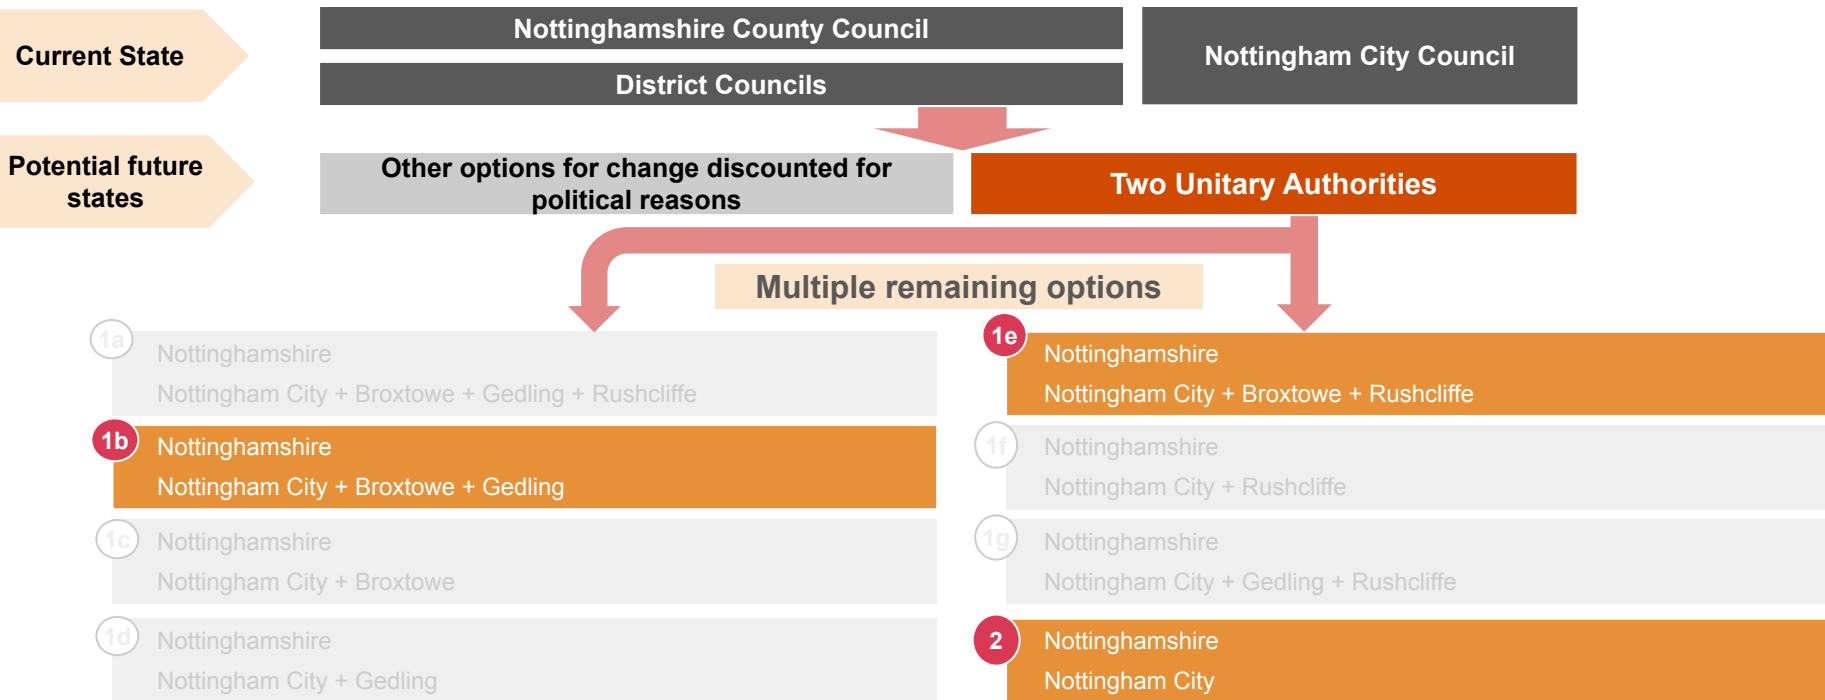 Current State
Nottinghamshire County Council
District Councils
Nottingham City Council
Potential future
states
Other options for change discounted for
political reasons
Two Unitary Authorities
Multiple remaining options
1a
Nottinghamshire
Nottingham City + Broxtowe + Gedling + Rushcliffe
1b
Nottinghamshire
Nottingham City + Broxtowe + Gedling
1c
Nottinghamshire
Nottingham City + Broxtowe
1d
Nottinghamshire
Nottingham City + Gedling
1e
Nottinghamshire
Nottingham City + Broxtowe + Rushcliffe
1f
Nottinghamshire
Nottingham City + Rushcliffe
1g
Nottinghamshire
Nottingham City + Gedling + Rushcliffe
2
Nottinghamshire
Nottingham City